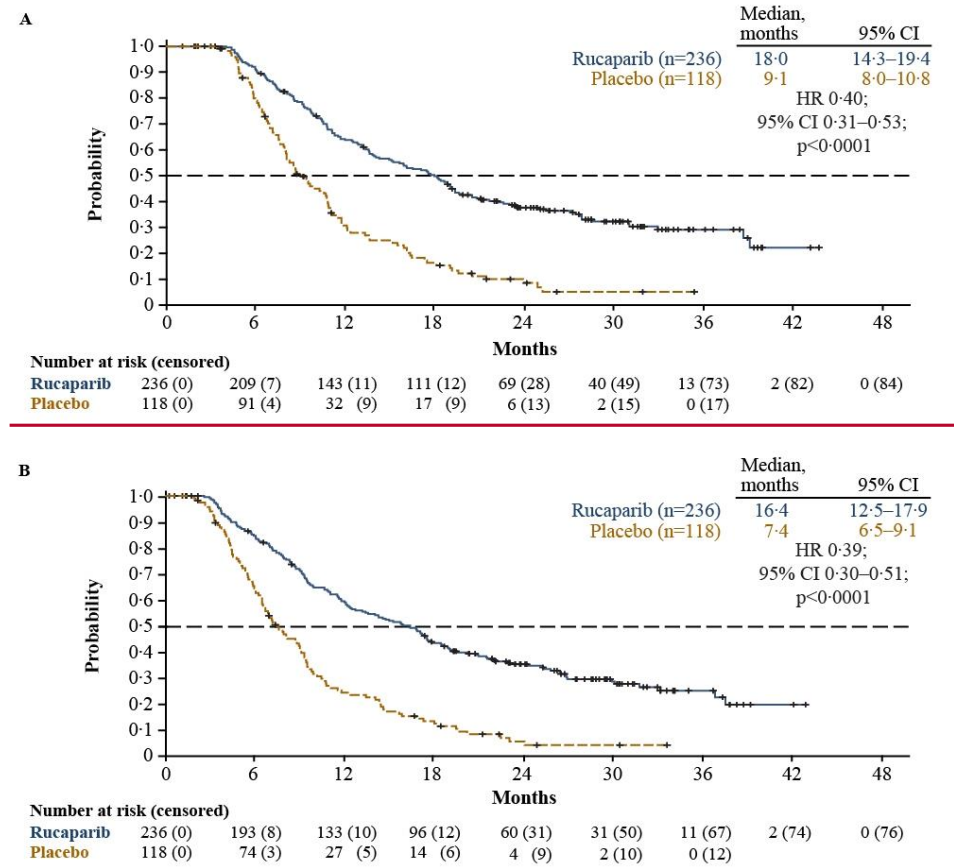 A
Median,
months 95% CI
Rucaparib (n=236) 18·0 14·3–19·4
Placebo (n=118) 9·1 8·0–10·8
HR 0·40;
95% CI 0·31–0·53;
p<0·0001
Probability
1·0
0·9
0·8
0·7
0·6
0·5
0·4
0·3
0·2
0·1
0
0 6 12 18 24 30 36 42 48
Months
Number at risk (censored)
Rucaparib 236 (0) 209 (7) 143 (11) 111 (12) 69 (28) 40 (49) 13 (73) 2 (82) 0 (84)
Placebo 118 (0) 91 (4) 32 (9) 17 (9) 6 (13) 2 (15) 0 (17)
B
Median,
months 95% CI
Rucaparib (n=236) 16·4 12·5–17·9
Placebo (n=118) 7·4 6·5–9·1
HR 0·39;
95% CI 0·30–0·51;
p<0·0001
Probability
1·0
0·9
0·8
0·7
0·6
0·5
0·4
0·3
0·2
0·1
0
0 6 12 18 24 30 36 42 48
Months
Number at risk (censored)
Rucaparib 236 (0) 193 (8) 133 (10) 96 (12) 60 (31) 31 (50) 11 (67) 2 (74) 0 (76)
Placebo 118 (0) 74 (3) 27 (5) 14 (6) 4 (9) 2 (10) 0 (12)